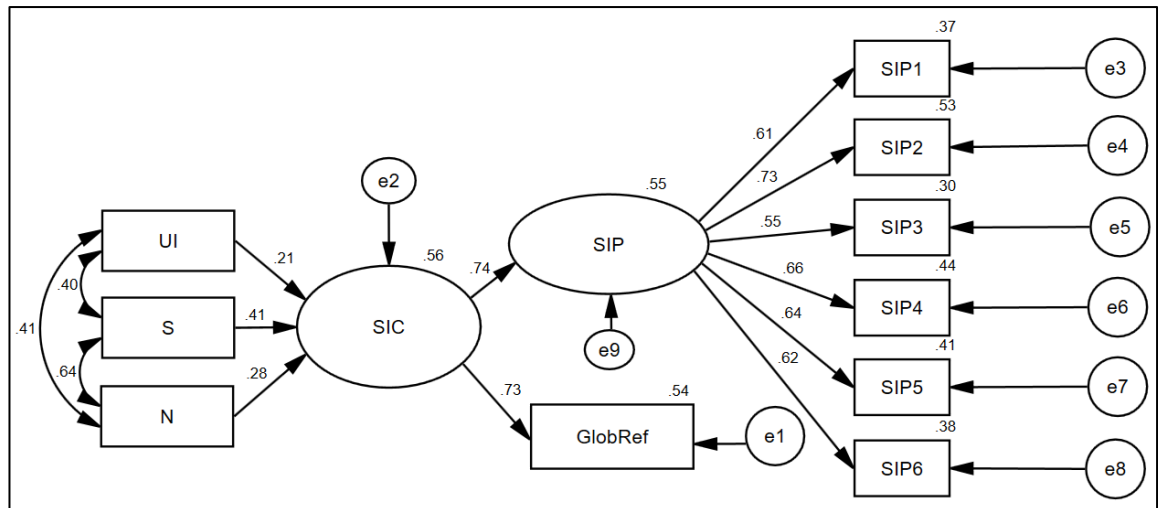 .37
SIP1
e3
.53
.61
SIP2
e4
e2
.73
.30
.55
UI
.55
SIP3
e5
.21
.56
SIP
.44
.40
.74
.66
SIP4
e6
S
.41
SIC
.41
.64
e9
.41
.64
.28
.62
SIP5
e7
N
.73
.54
.38
GlobRef
e1
SIP6
e8